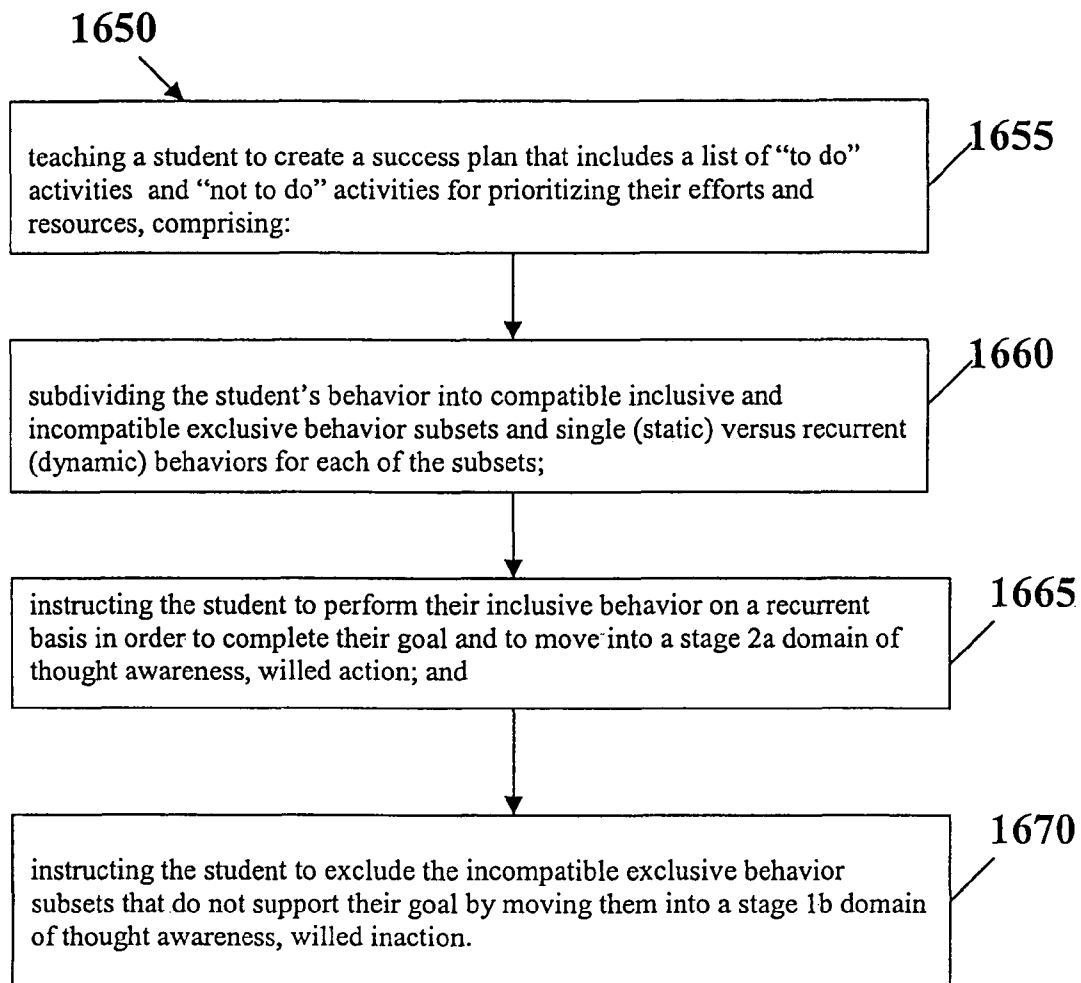 1650
1655
teaching a student to create a success plan that includes a list of “to do”
activities and “not to do” activities for prioritizing their efforts and
resources, comprising:
1660
subdividing the student’s behavior into compatible inclusive and
incompatible exclusive behavior subsets and single (static) versus recurrent
(dynamic) behaviors for each of the subsets;
1665
instructing the student to perform their inclusive behavior on a recurrent
basis in order to complete their goal and to move into a stage 2a domain of
thought awareness, willed action; and
1670
instructing the student to exclude the incompatible exclusive behavior
subsets that do not support their goal by moving them into a stage 1b domain
of thought awareness, willed inaction.